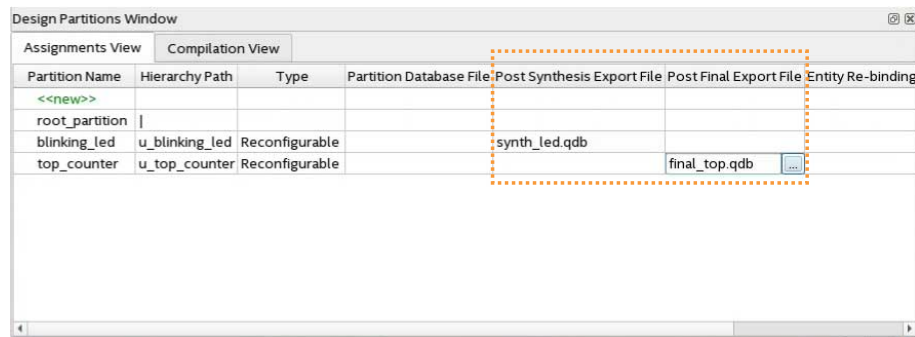 Design Partitions Window
Assignments View Compilation View
Partition Name Hierarchy Path Type Partition Database File Post Synthesis Export File Post Final Export File Entity Re-binding
<<new>>
root_partition |
blinking_led u_blinking_led Reconfigurable synth_led.qdb
top_counter u_top_counter Reconfigurable final_top.qdb ...